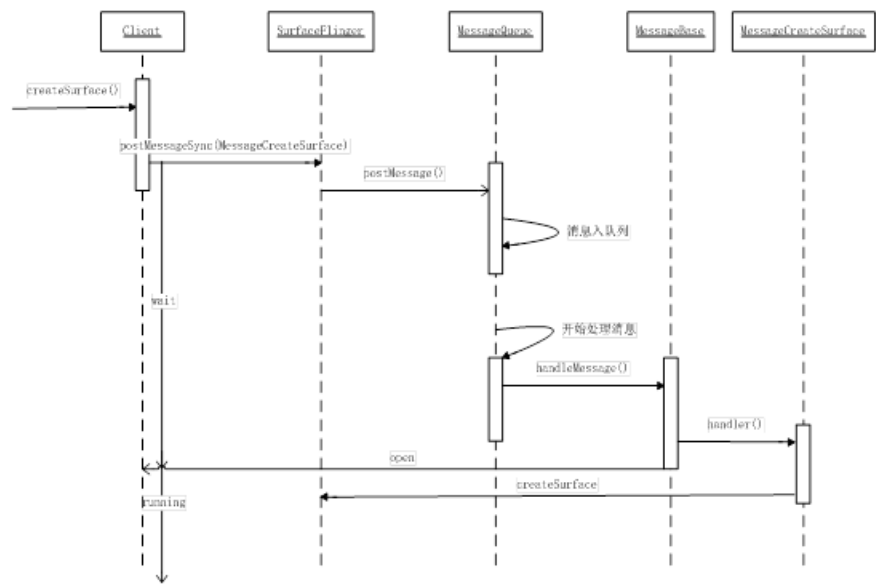 Client
SurfaceFlinger
MessageQueue
MessageBase
MessageCreateSurface
createSurface()
postMessageSync(MessageCreateSurface)
postMessage()
消息入队列
wait
开始处理消息
handleMessage()
handler()
open
createSurface
running